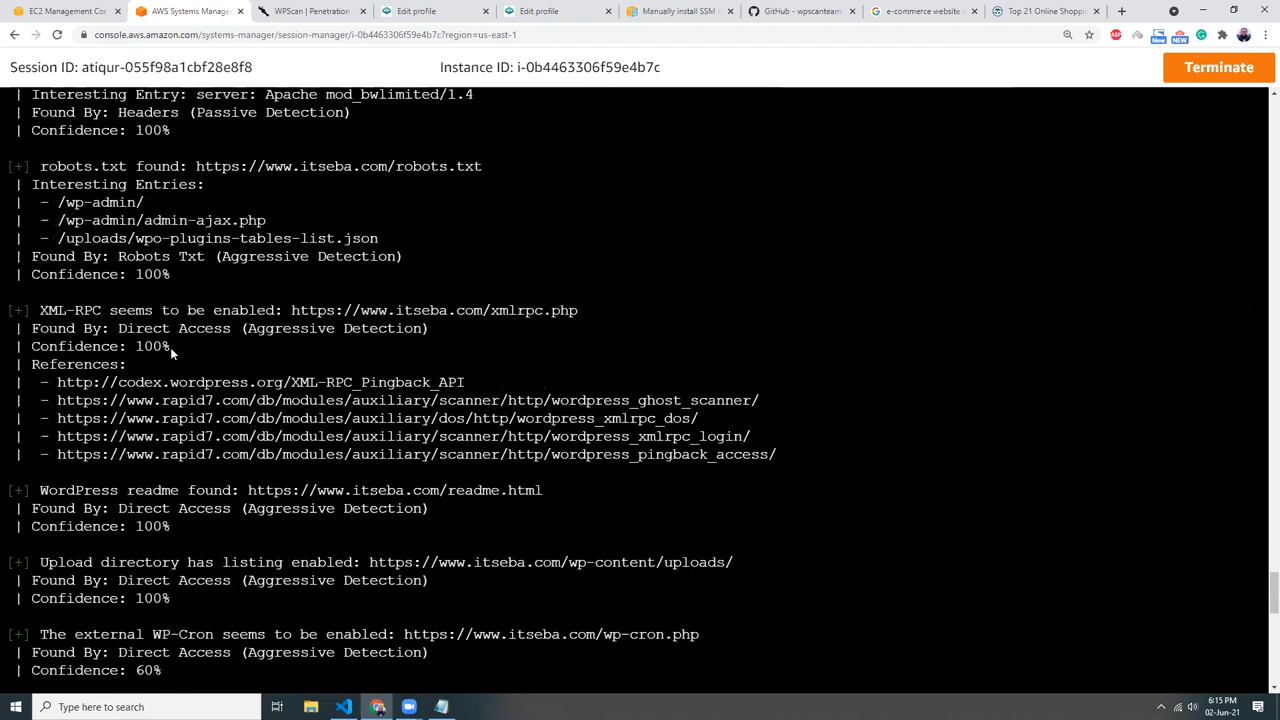 EC2 Management Con
AWS Systems Manage
WPScan | Penetration
Edit profile
Edit profile
Manually install SSM A
GitHub - wpscanteam
e-commerce website l
Top 21 Online Shoppin
console.aws.amazon.com/systems-manager/session-manager/i-0b4463306f59e4b7c?region=us-east-1
ABP
New
New
Session ID: atiqur-055f98a1cbf28e8f8
Instance ID: i-0b4463306f59e4b7c
Terminate
| Interesting Entry: server: Apache mod_bwlimited/1.4
| Found By: Headers (Passive Detection)
| Confidence: 100%
[+] robots.txt found: https://www.itseba.com/robots.txt
| Interesting Entries:
| - /wp-admin/
| - /wp-admin/admin-ajax.php
| - /uploads/wpo-plugins-tables-list.json
| Found By: Robots Txt (Aggressive Detection)
| Confidence: 100%
[+] XML-RPC seems to be enabled: https://www.itseba.com/xmlrpc.php
| Found By: Direct Access (Aggressive Detection)
| Confidence: 100%
| References:
| - http://codex.wordpress.org/XML-RPC_Pingback_API
| - https://www.rapid7.com/db/modules/auxiliary/scanner/http/wordpress_ghost_scanner/
| - https://www.rapid7.com/db/modules/auxiliary/dos/http/wordpress_xmlrpc_dos/
| - https://www.rapid7.com/db/modules/auxiliary/scanner/http/wordpress_xmlrpc_login/
| - https://www.rapid7.com/db/modules/auxiliary/scanner/http/wordpress_pingback_access/
[+] WordPress readme found: https://www.itseba.com/readme.html
| Found By: Direct Access (Aggressive Detection)
| Confidence: 100%
[+] Upload directory has listing enabled: https://www.itseba.com/wp-content/uploads/
| Found By: Direct Access (Aggressive Detection)
| Confidence: 100%
[+] The external WP-Cron seems to be enabled: https://www.itseba.com/wp-cron.php
| Found By: Direct Access (Aggressive Detection)
| Confidence: 60%
Type here to search
6:15 PM
02-Jun-21